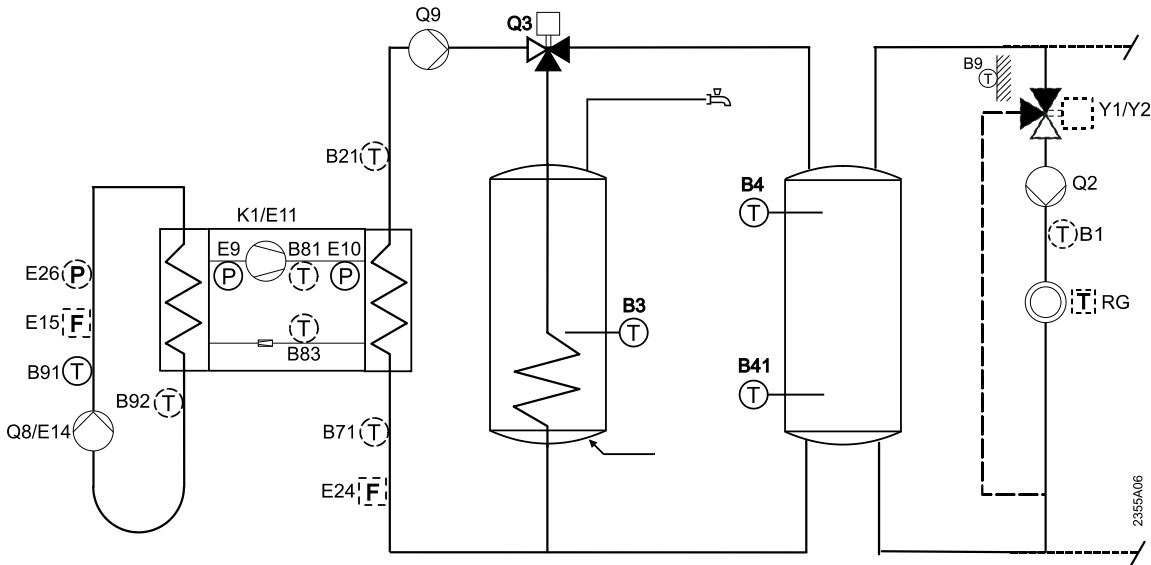 Q9
Q3
B9
T
Y1/Y2
B21 T
B4
T
Q2
K1/E11
E9 B81 E10
P T P
T B1
E26 P
B3
T
T RG
E15 F
T
B83
B91 T
B92 T
B41
T
Q8/E14
B71 T
E24 F
2355A06